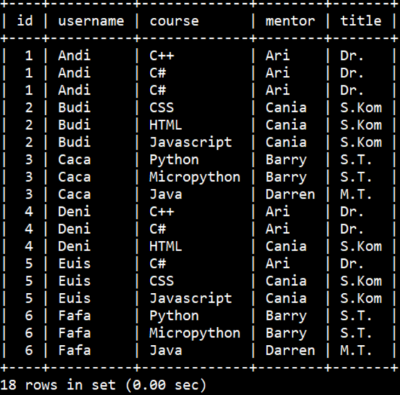 | id | username | course | mentor | title |
| 1 | Andi | C++ | Ari | Dr. |
| 1 | Andi | C# | Ari | Dr. |
| 1 | Andi | C# | Ari | Dr. |
| 2 | Budi | CSS | Cania | S.Kom |
| 2 | Budi | HTML | Cania | S.Kom |
| 2 | Budi | Javascript | Cania | S.Kom |
| 3 | Caca | Python | Barry | S.T. |
| 3 | Caca | Micropython | Barry | S.T. |
| 3 | Caca | Java | Darren | M.T. |
| 4 | Deni | C++ | Ari | Dr. |
| 4 | Deni | C# | Ari | Dr. |
| 4 | Deni | HTML | Cania | S.Kom |
| 5 | Euis | C# | Ari | Dr. |
| 5 | Euis | CSS | Cania | S.Kom |
| 5 | Euis | Javascript | Cania | S.Kom |
| 6 | Fafa | Python | Barry | S.T. |
| 6 | Fafa | Micropython | Barry | S.T. |
| 6 | Fafa | Java | Darren | M.T. |
18 rows in set (0.00 sec)